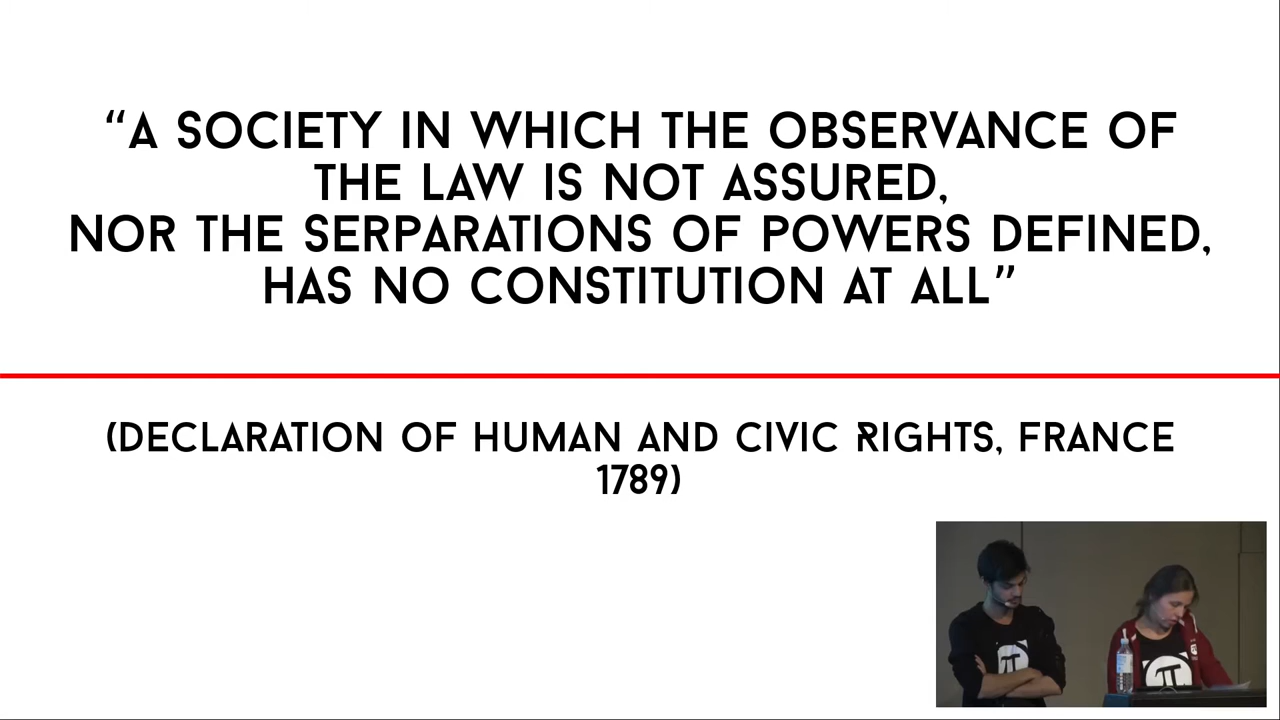 “A SOCIETY IN WHICH THE OBSERVANCE OF
THE LAW IS NOT ASSURED,
NOR THE SERPARATIONS OF POWERS DEFINED,
HAS NO CONSTITUTION AT ALL”
(DECLARATION OF HUMAN AND CIVIC RIGHTS, FRANCE
1789)
π
π